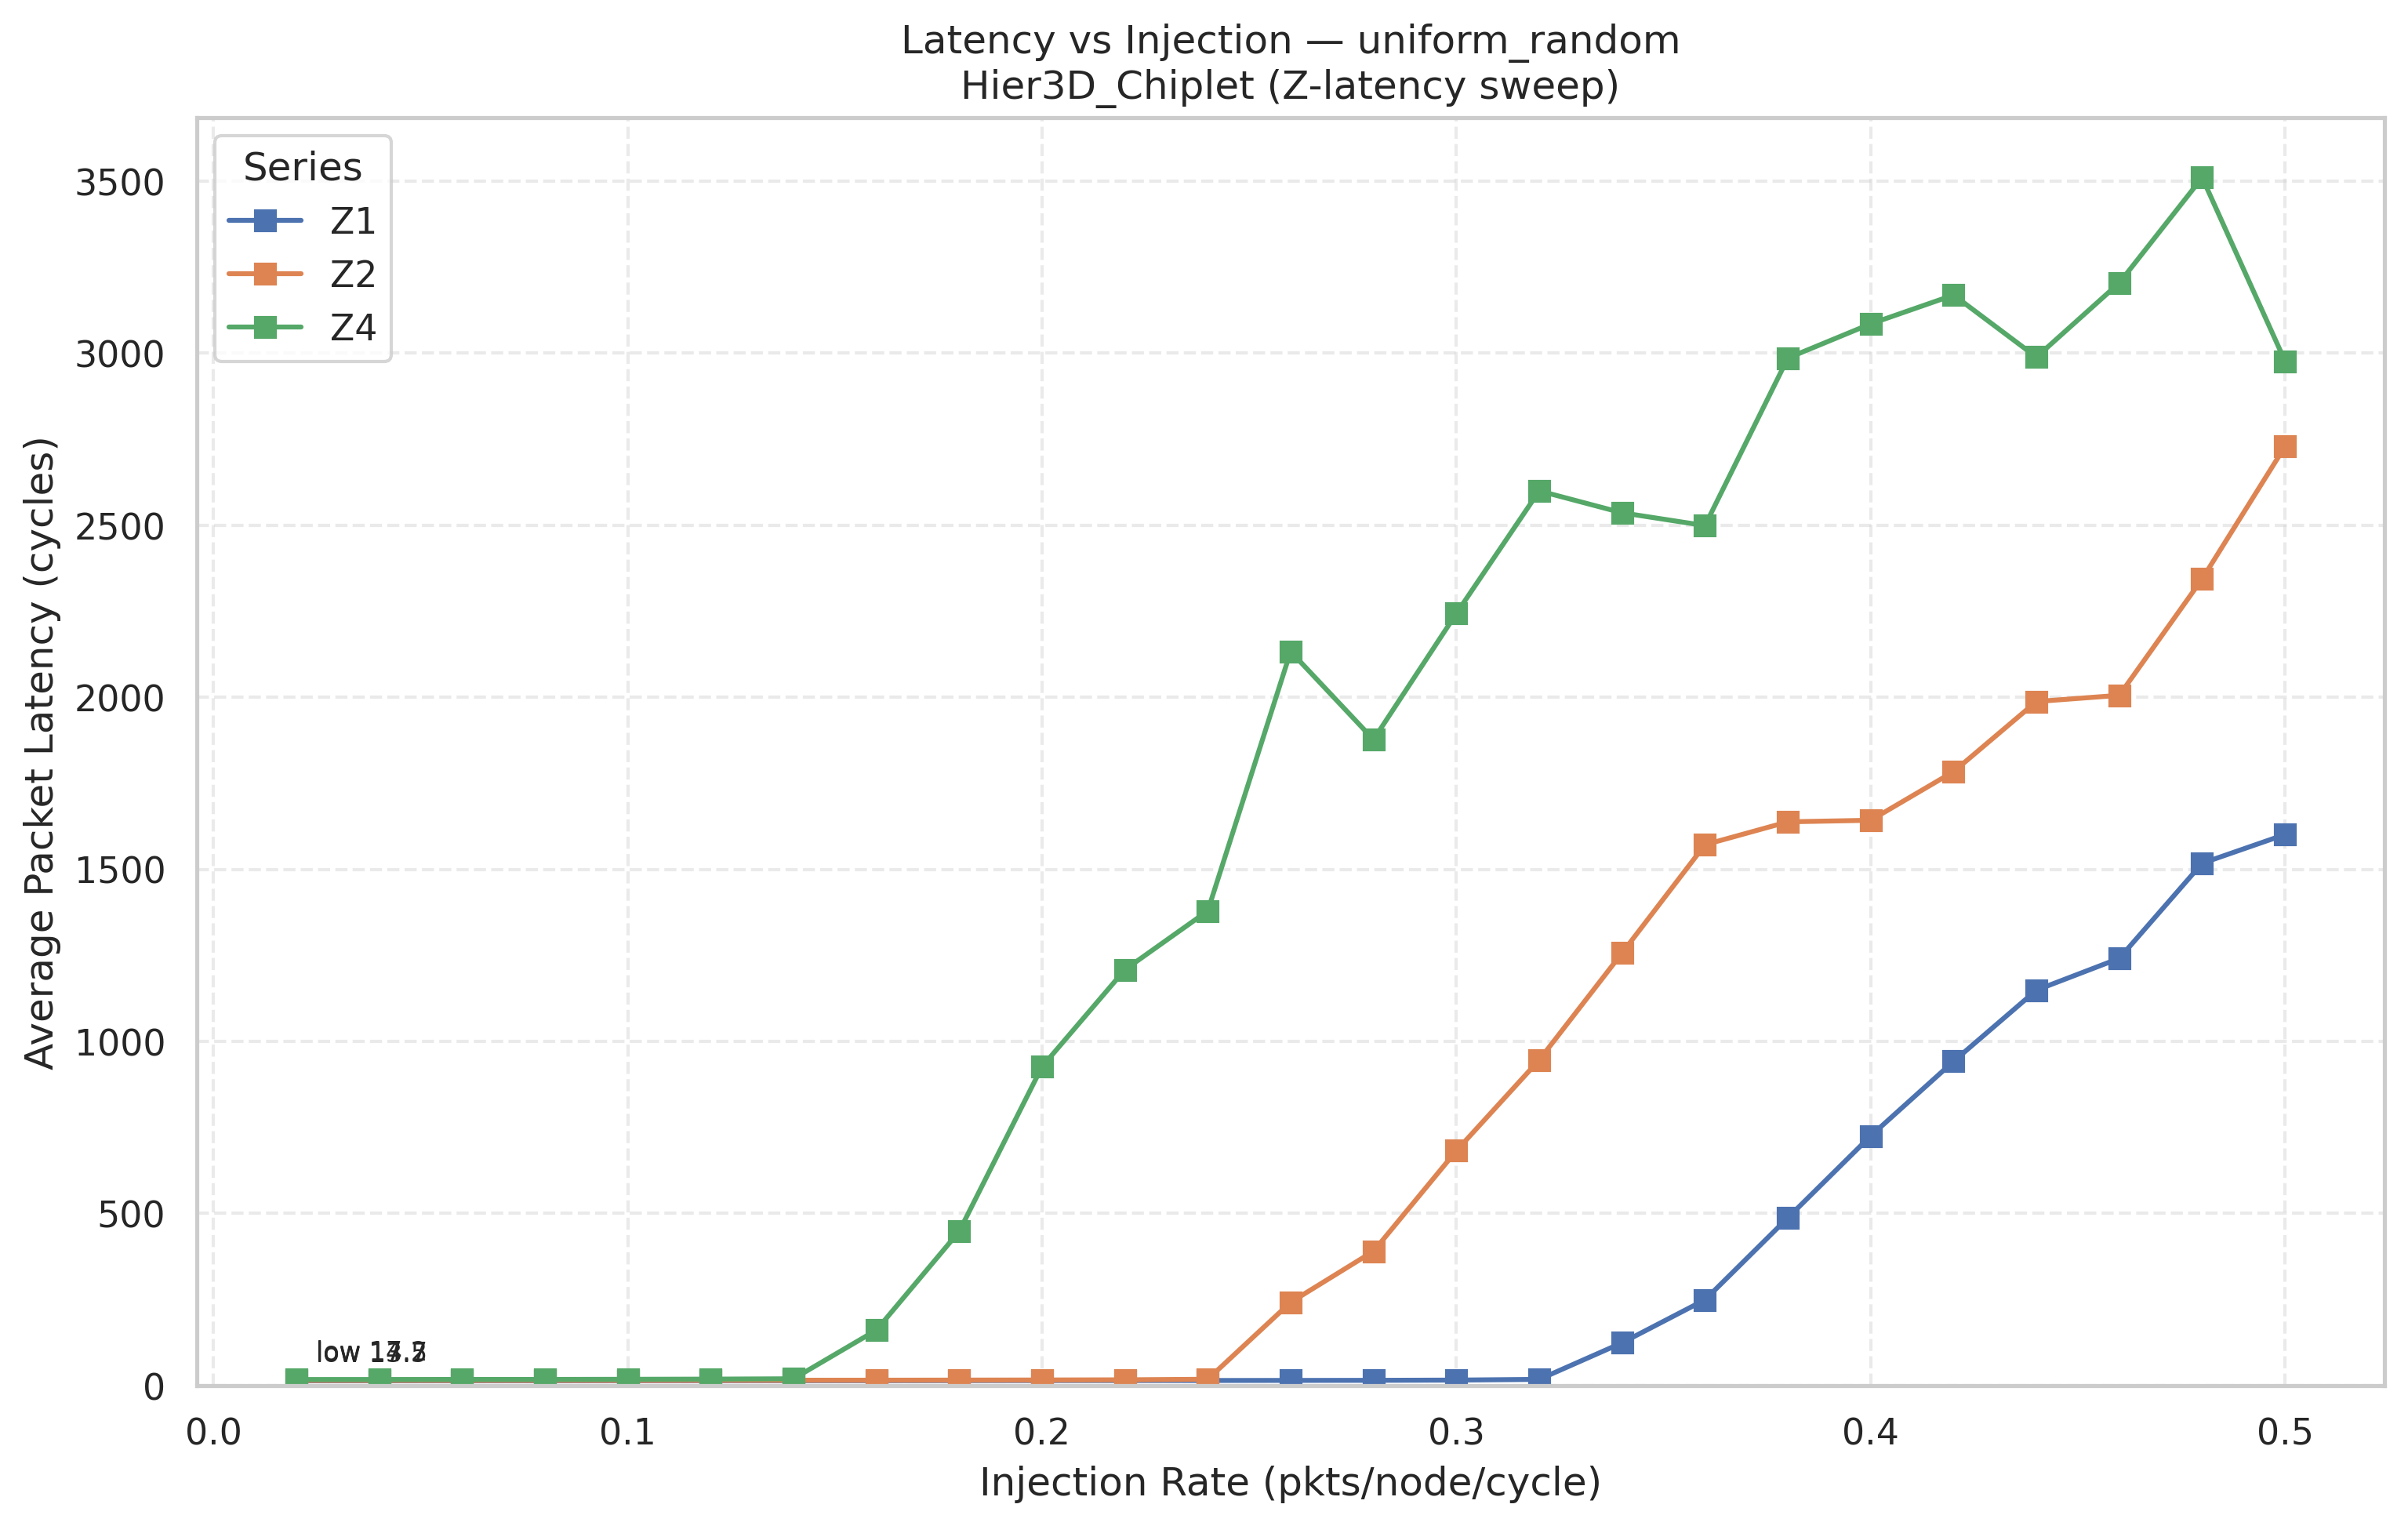 Latency vs Injection — uniform_random
Hier3D_Chiplet (Z-latency sweep)
Series
Z1
Z2
Z4
Average Packet Latency (cycles)
3500
3000
2500
2000
1500
1000
500
0
low
0.0
0.1
0.2
0.3
0.4
0.5
Injection Rate (pkts/node/cycle)